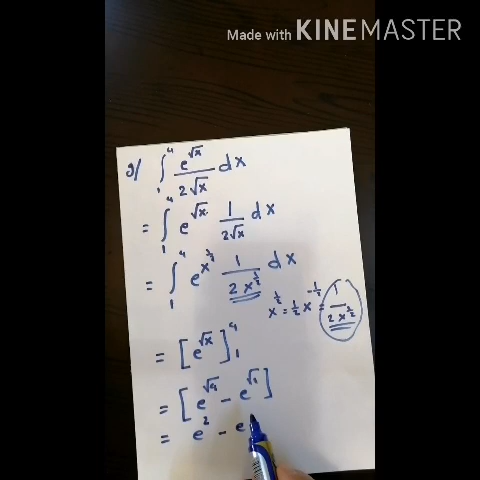 Made with KINEMASTER
9/ ∫₁⁴ e^√x / 2√x dx
= ∫₁⁴ e^√x 1/2√x dx
= ∫₁⁴ e^x^½ 1/2x^½ dx
x^½ = ½ x^-½ = 1/2x^½
= [e^√x]₁⁴
= [e^√4 - e^√1]
= e² - e